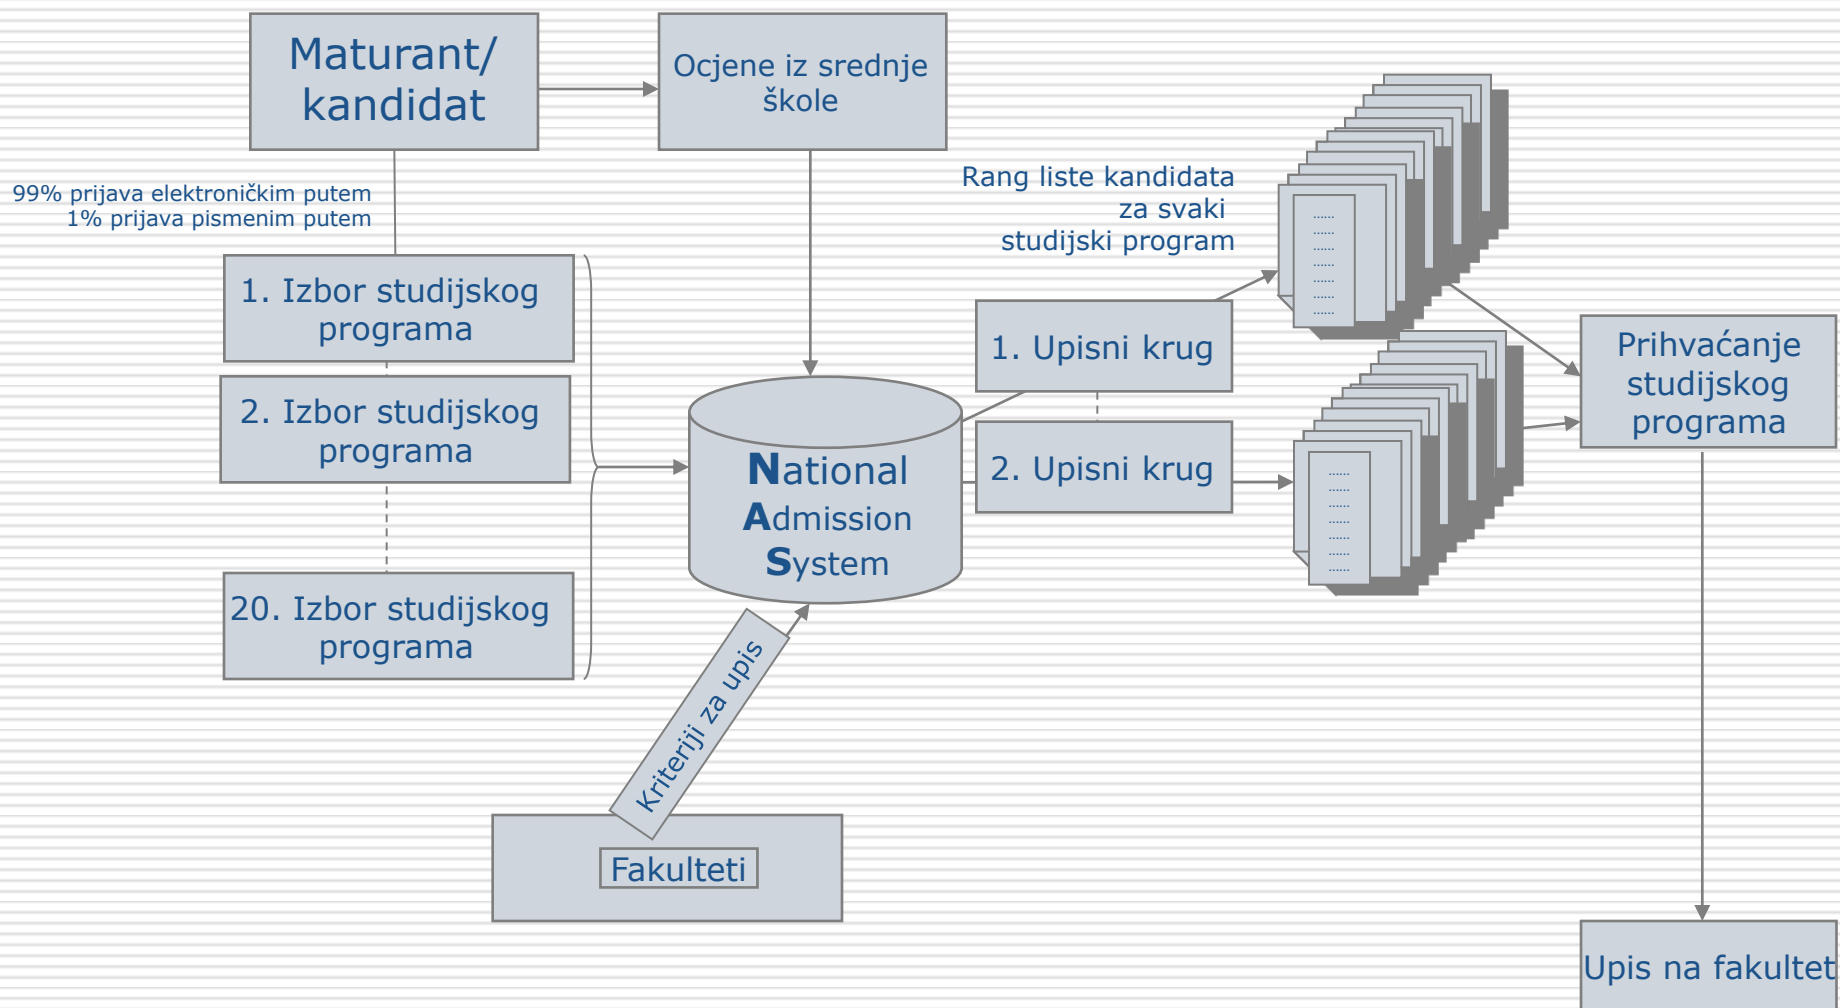 Maturant/
kandidat
Ocjene iz srednje
škole
99% prijava elektroničkim putem
1% prijava pismenim putem
Rang liste kandidata
za svaki
studijski program
......
......
......
......
......
......
......
1. Izbor studijskog
programa
2. Izbor studijskog
programa
20. Izbor studijskog
programa
National
Admission
System
1. Upisni krug
2. Upisni krug
......
......
......
......
......
......
......
Prihvaćanje
studijskog
programa
Kriteriji za upis
Fakulteti
Upis na fakultet